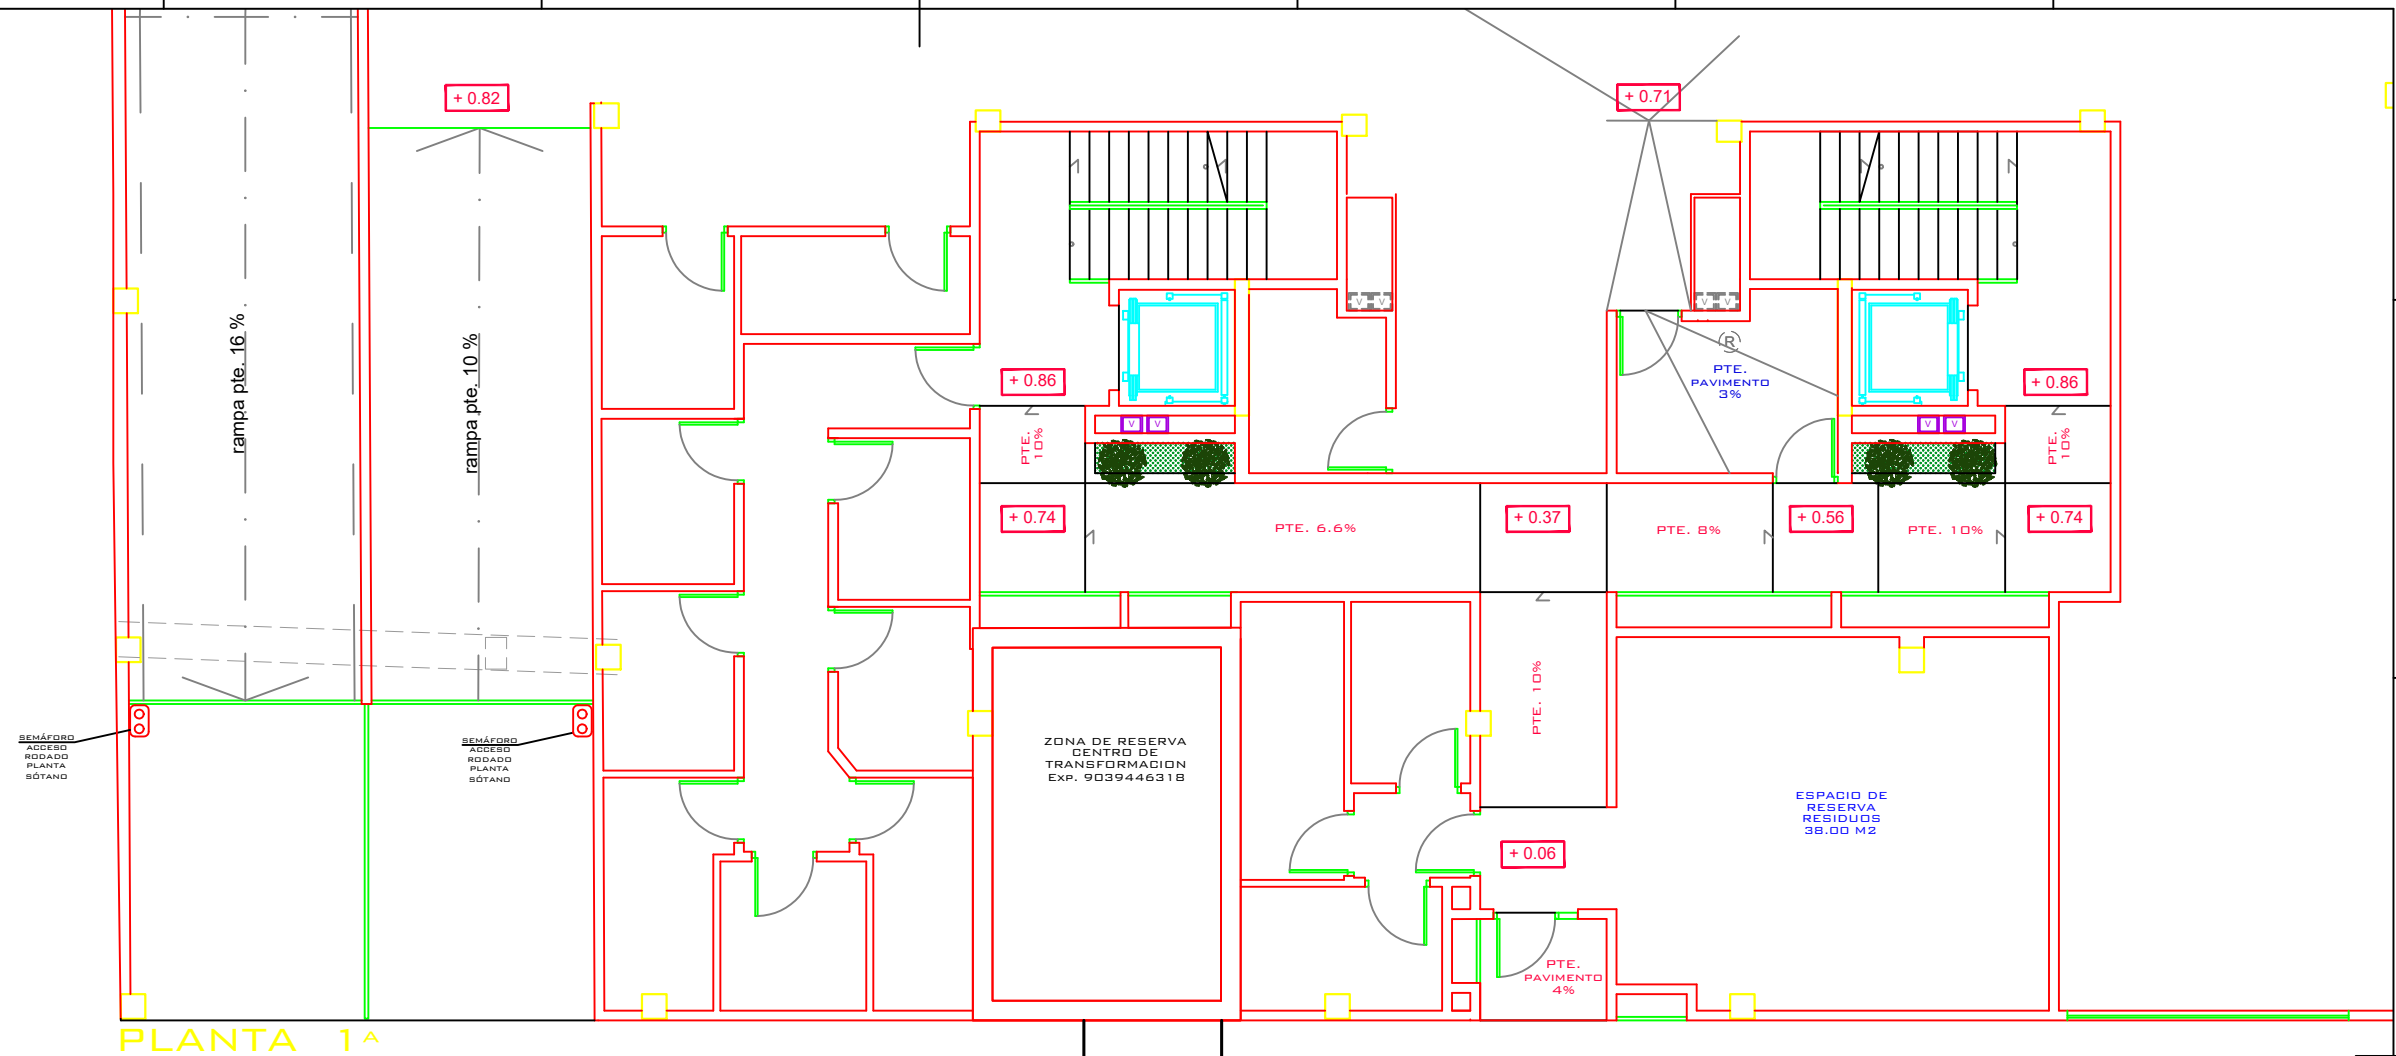 + 0.82
+ 0.71
rampa pte. 16 %
rampa pte. 10 %
V V
V V
R
PTE.
PAVIMENTO
3%
+ 0.86
+ 0.86
V V
V V
PTE.
10%
PTE.
10%
+ 0.74
PTE. 6.6%
+ 0.37
PTE. 8%
+ 0.56
PTE. 10%
+ 0.74
PTE. 10%
SEMÁFORO
ACCESO
RODADO
PLANTA
SÓTANO
SEMÁFORO
ACCESO
RODADO
PLANTA
SÓTANO
ZONA DE RESERVA
CENTRO DE
TRANSFORMACION
Exp. 9039446318
ESPACIO DE
RESERVA
RESIDUOS
38.00 M2
+ 0.06
PTE.
PAVIMENTO
4%
PLANTA 1ª